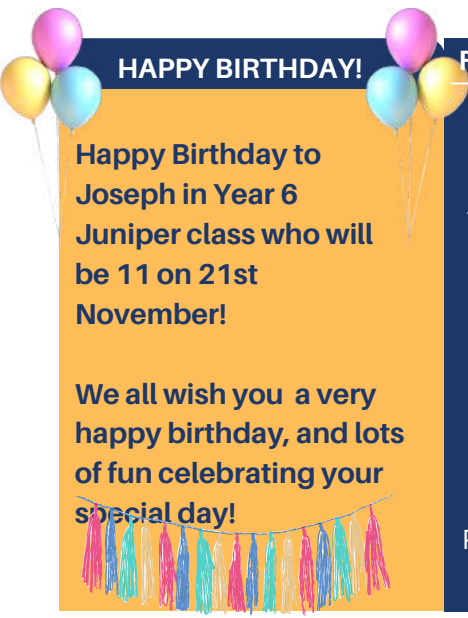 HAPPY BIRTHDAY!
Happy Birthday to
Joseph in Year 6
Juniper class who will
be 11 on 21st
November!
We all wish you  a very
happy birthday, and lots
of fun celebrating your
special day!